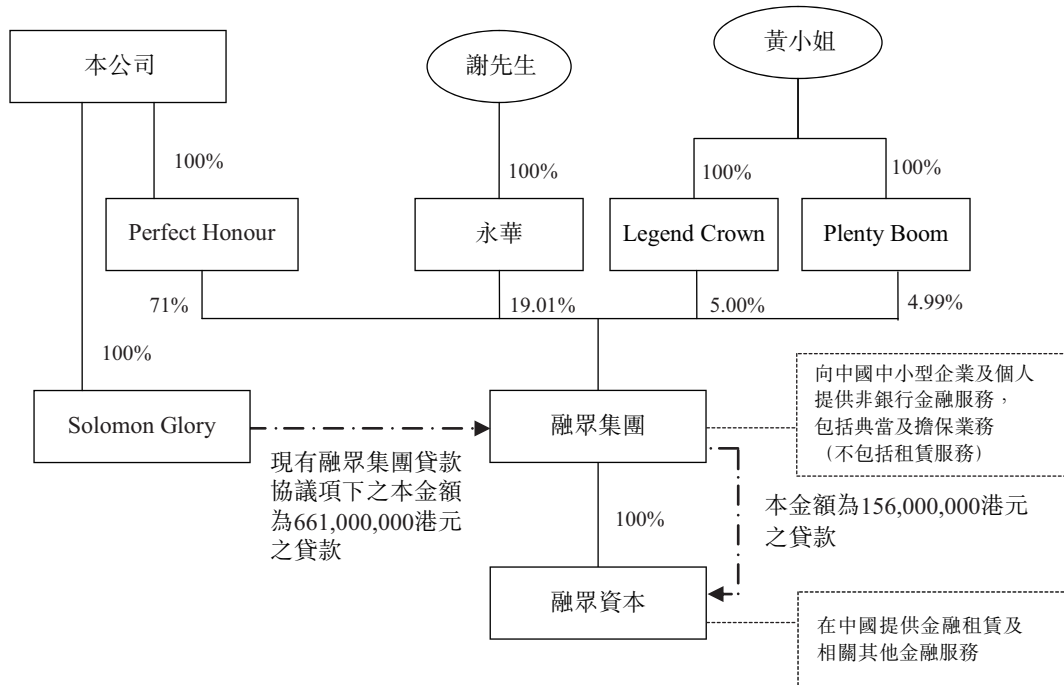 本公司
謝先生
黃小姐
100%
100%
100%
100%
Perfect Honour
永華
Legend Crown
Plenty Boom
71%
19.01%
5.00%
4.99%
100%
Solomon Glory
融眾集團
向中國中小型企業及個人
提供非銀行金融服務，
包括典當及擔保業務
（不包括租賃服務）
現有融眾集團貸款
協議項下之本金額
為661,000,000港元
之貸款
100%
本金額為156,000,000港元
之貸款
融眾資本
在中國提供金融租賃及
相關其他金融服務